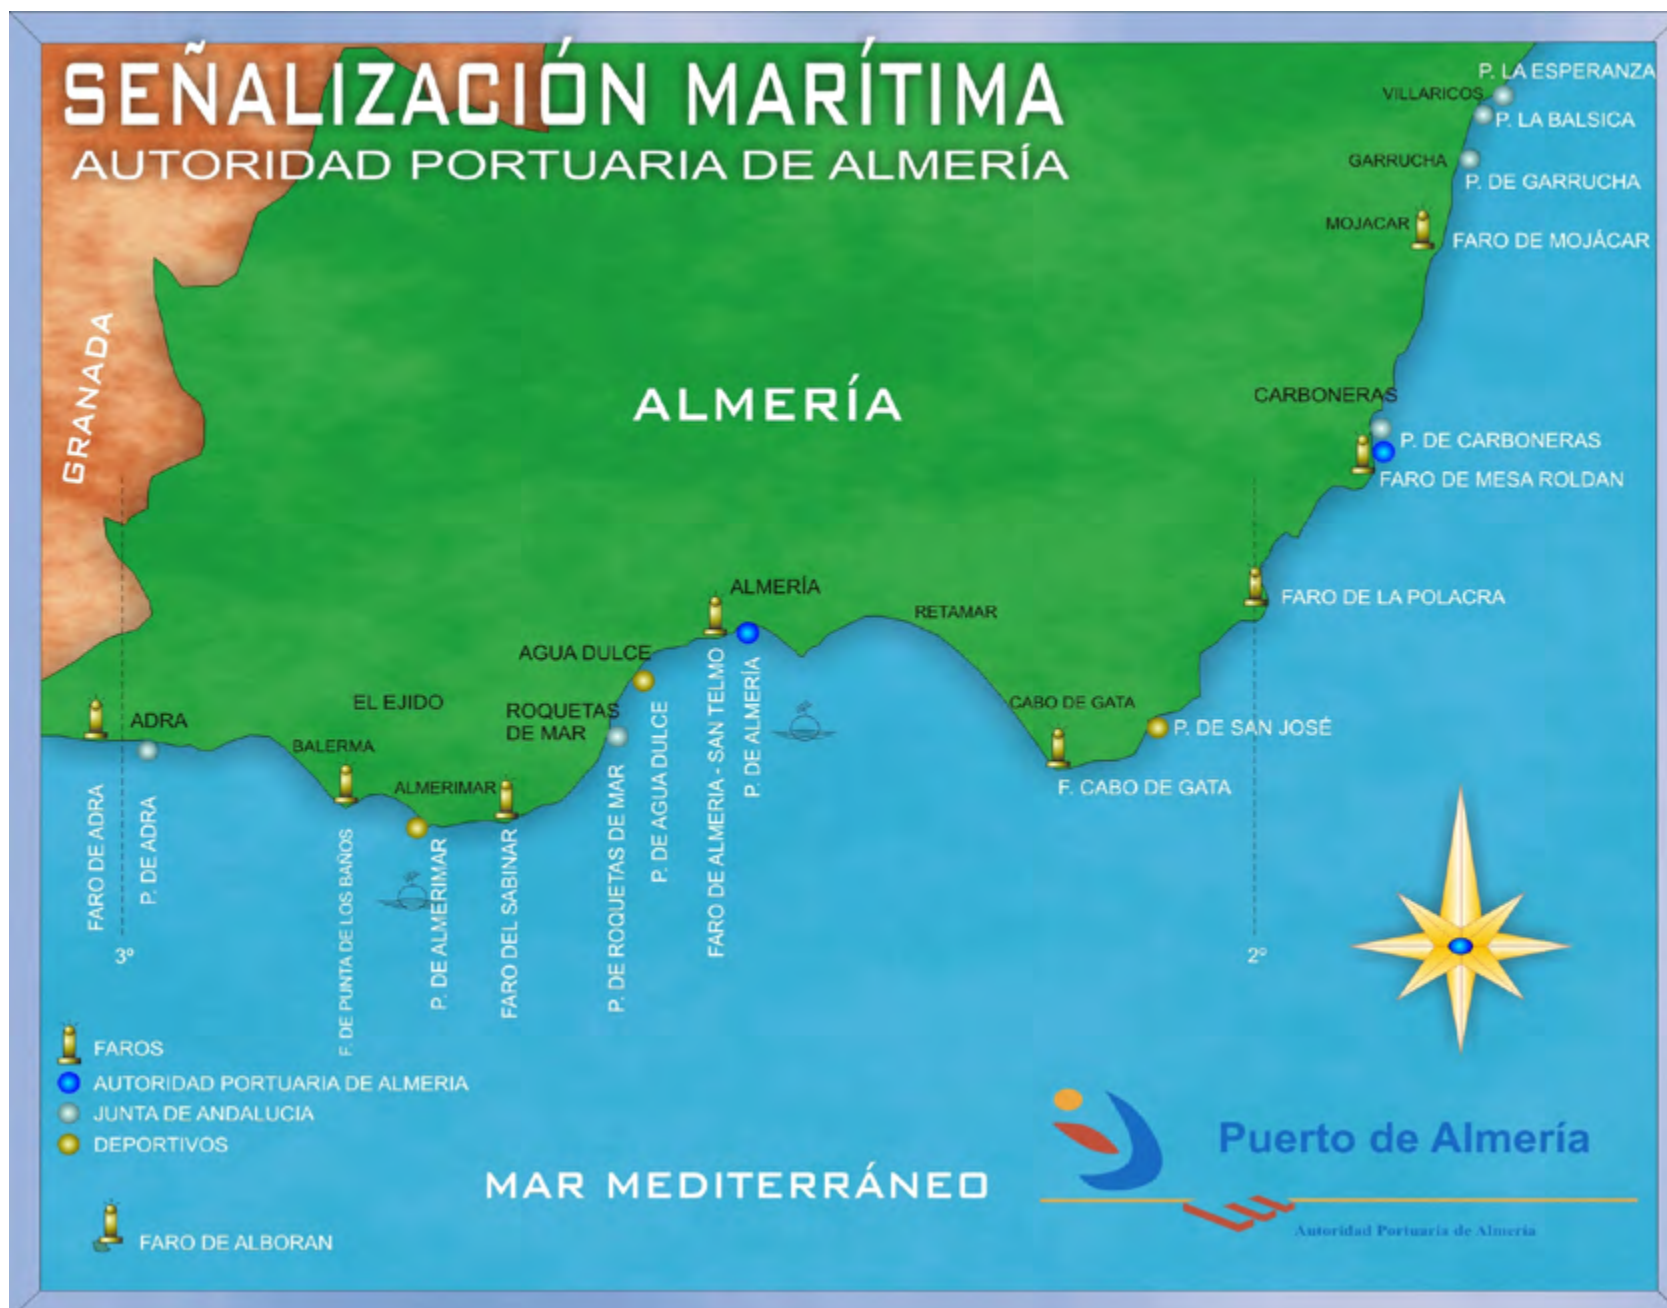 SEÑALIZACIÓN MARÍTIMA
AUTORIDAD PORTUARIA DE ALMERÍA
P. LA ESPERANZA
VILLARICOS
P. LA BALSICA
GARRUCHA
P. DE GARRUCHA
MOJACAR
FARO DE MOJÁCAR
GRANADA
ALMERÍA
CARBONERAS
P. DE CARBONERAS
FARO DE MESA ROLDAN
ALMERÍA
RETAMAR
FARO DE LA POLACRA
AGUA DULCE
EL EJIDO
ROQUETAS
DE MAR
ADRA
BALERMA
ALMERIMAR
CABO DE GATA
P. DE SAN JOSÉ
F. CABO DE GATA
FARO DE ADRA
P. DE ADRA
F. DE PUNTA DE LOS BAÑOS
P. DE ALMERIMAR
FARO DEL SABINAR
P. DE ROQUETAS DE MAR
P. DE AGUA DULCE
FARO DE ALMERIA - SAN TELMO
P. DE ALMERÍA
3º
2º
FAROS
AUTORIDAD PORTUARIA DE ALMERIA
JUNTA DE ANDALUCIA
DEPORTIVOS
FARO DE ALBORAN
MAR MEDITERRÁNEO
Puerto de Almería
Autoridad Portuaria de Almería